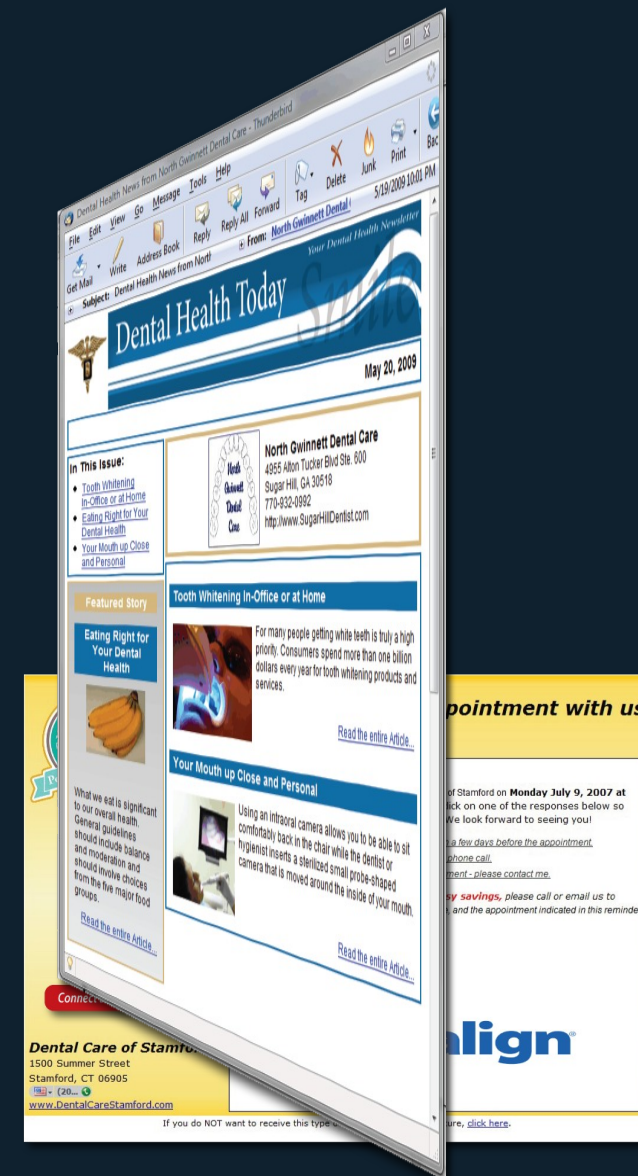 Dental Health News from North Gwinnett Dental Care - Thunderbird
File Edit View Go Message Tools Help
Get Mail Write Address Book Reply Reply All Forward Tag Delete Junk Print
Subject: Dental Health News from North
From: North Gwinnett Dental
5/19/2009 10:01 PM
Your Dental Health Newsletter
Dental Health Today
Smile
May 20, 2009
In This Issue:
Tooth Whitening
In-Office or at Home
Eating Right for Your
Dental Health
Your Mouth up Close
and Personal
North
Gwinnett
Dental
Care
North Gwinnett Dental Care
4955 Alton Tucker Blvd Ste. 600
Sugar Hill, GA 30518
770-932-0992
http://www.SugarHillDentist.com
Featured Story
Eating Right for
Your Dental
Health
What we eat is significant
to our overall health.
General guidelines
should include balance
and moderation and
should involve choices
from the five major food
groups.
Read the entire Article...
Tooth Whitening In-Office or at Home
For many people getting white teeth is truly a high
priority. Consumers spend more than one billion
dollars every year for tooth whitening products and
services.
Read the entire Article...
Your Mouth up Close and Personal
Using an intraoral camera allows you to be able to sit
comfortably back in the chair while the dentist or
hygienist inserts a sterilized small probe-shaped
camera that is moved around the inside of your mouth.
Read the entire Article...
pointment with us
of Stamford on Monday July 9, 2007 at
lick on one of the responses below so
We look forward to seeing you!
a few days before the appointment.
phone call.
ment - please contact me.
sy savings, please call or email us to
, and the appointment indicated in this reminde
align
Connect
Dental Care of Stamfo
1500 Summer Street
Stamford, CT 06905
(20...
www.DentalCareStamford.com
If you do NOT want to receive this type
ure, click here.